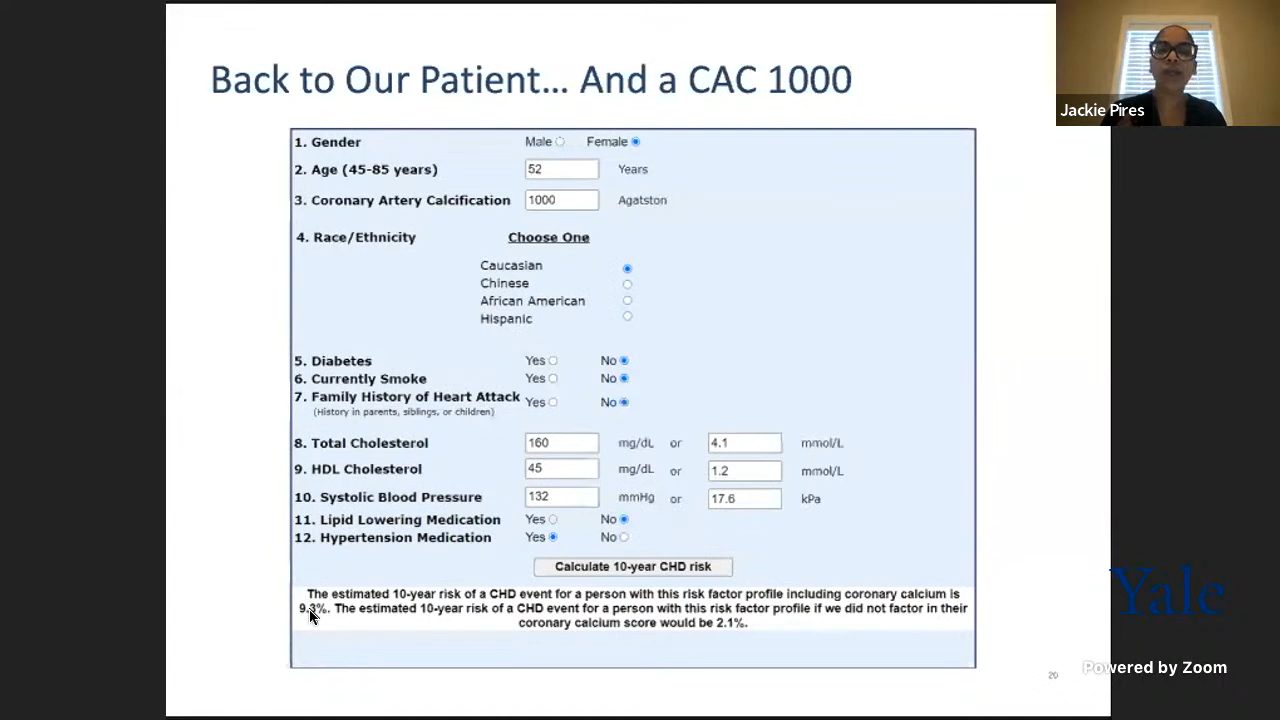 Back to Our Patient... And a CAC 1000
Jackie Pires
1. Gender Male Female
2. Age (45-85 years) 52 Years
3. Coronary Artery Calcification 1000 Agatston
4. Race/Ethnicity Choose One
Caucasian
Chinese
African American
Hispanic
5. Diabetes Yes No
6. Currently Smoke Yes No
7. Family History of Heart Attack Yes No
(History in parents, siblings, or children)
8. Total Cholesterol 160 mg/dL or 4.1 mmol/L
9. HDL Cholesterol 45 mg/dL or 1.2 mmol/L
10. Systolic Blood Pressure 132 mmHg or 17.6 kPa
11. Lipid Lowering Medication Yes No
12. Hypertension Medication Yes No
Calculate 10-year CHD risk
The estimated 10-year risk of a CHD event for a person with this risk factor profile including coronary calcium is
9.3%. The estimated 10-year risk of a CHD event for a person with this risk factor profile if we did not factor in their
coronary calcium score would be 2.1%.
Yale
20
Powered by Zoom